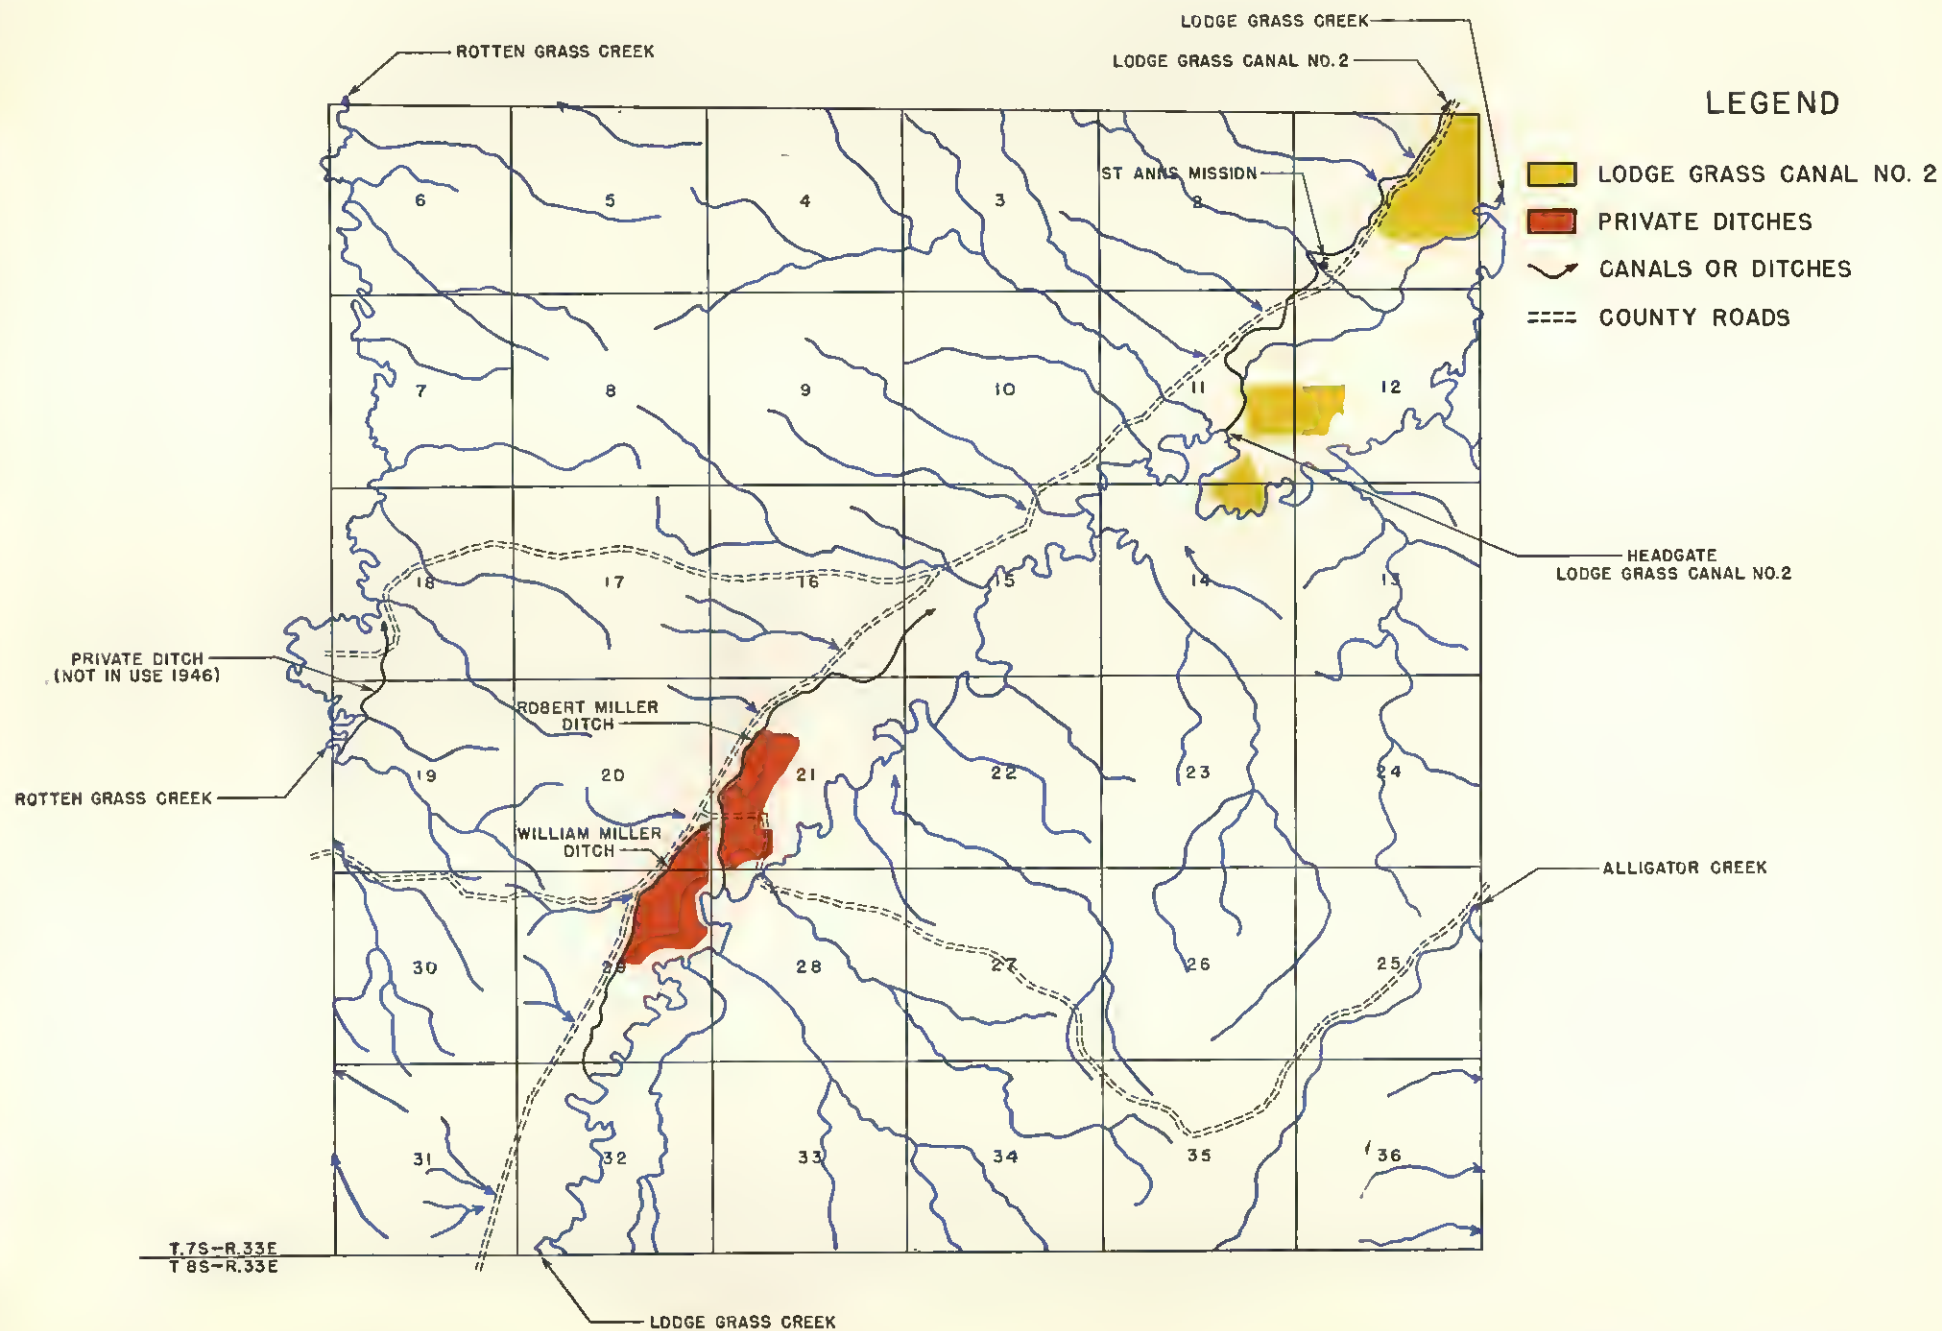 LODGE GRASS CREEK
ROTTEN GRASS CREEK
LODGE GRASS CANAL NO. 2
LEGEND
LODGE GRASS CANAL NO. 2
PRIVATE DITCHES
CANALS OR DITCHES
COUNTY ROADS
ST ANNS MISSION
6
5
4
3
2
7
8
9
10
11
12
HEADGATE
LODGE GRASS CANAL NO.2
18
17
16
15
14
13
PRIVATE DITCH
(NOT IN USE 1946)
ROBERT MILLER
DITCH
19
20
21
22
23
24
ROTTEN GRASS CREEK
WILLIAM MILLER
DITCH
ALLIGATOR CREEK
30
29
28
27
26
25
31
32
33
34
35
36
T.7S-R.33E
T 8S-R.33E
LODGE GRASS CREEK